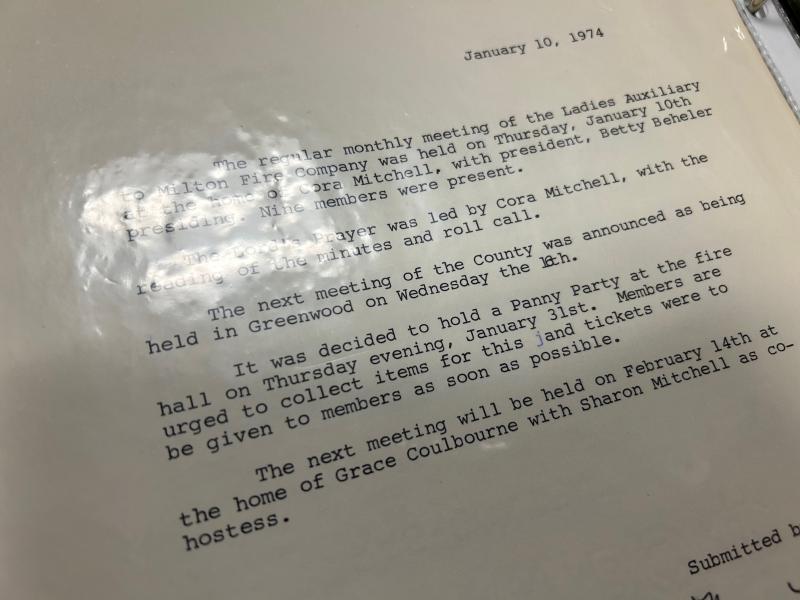 January 10, 1974
The regular monthly meeting of the Ladies Auxiliary
to Milton Fire Company was held on Thursday, January 10th
at the home of Cora Mitchell, with president, Betty Beheler
presiding. Nine members were present.
The Lord's Prayer was led by Cora Mitchell, with the
reading of the minutes and roll call.
The next meeting of the County was announced as being
held in Greenwood on Wednesday the th.
It was decided to hold a Panny Party at the fire
hall on Thursday evening, January 31st. Members are
urged to collect items for this and tickets were to
be given to members as soon as possible.
The next meeting will be held on February 14th at
the home of Grace Coulbourne with Sharon Mitchell as co-
hostess.
Submitted b